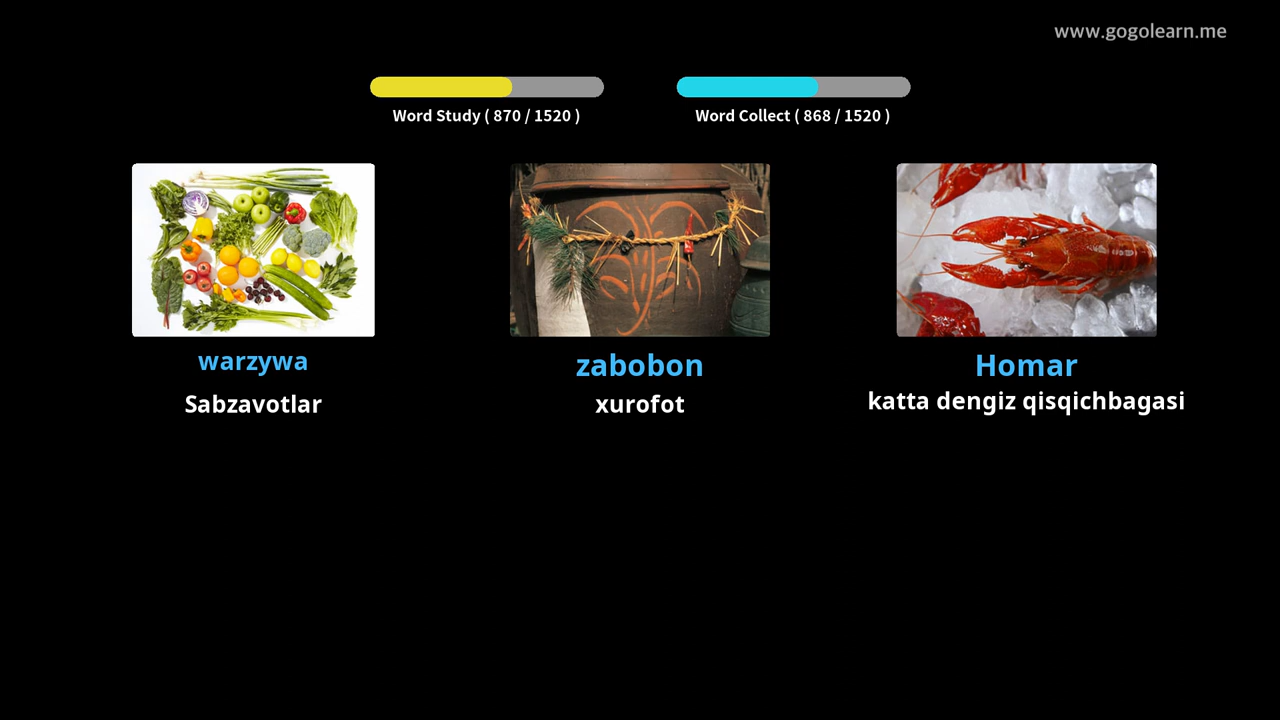 www.gogolearn.me
Word Study ( 870 / 1520 )
Word Collect ( 868 / 1520 )
warzywa
Sabzavotlar
zabobon
xurofot
Homar
katta dengiz qisqichbagasi